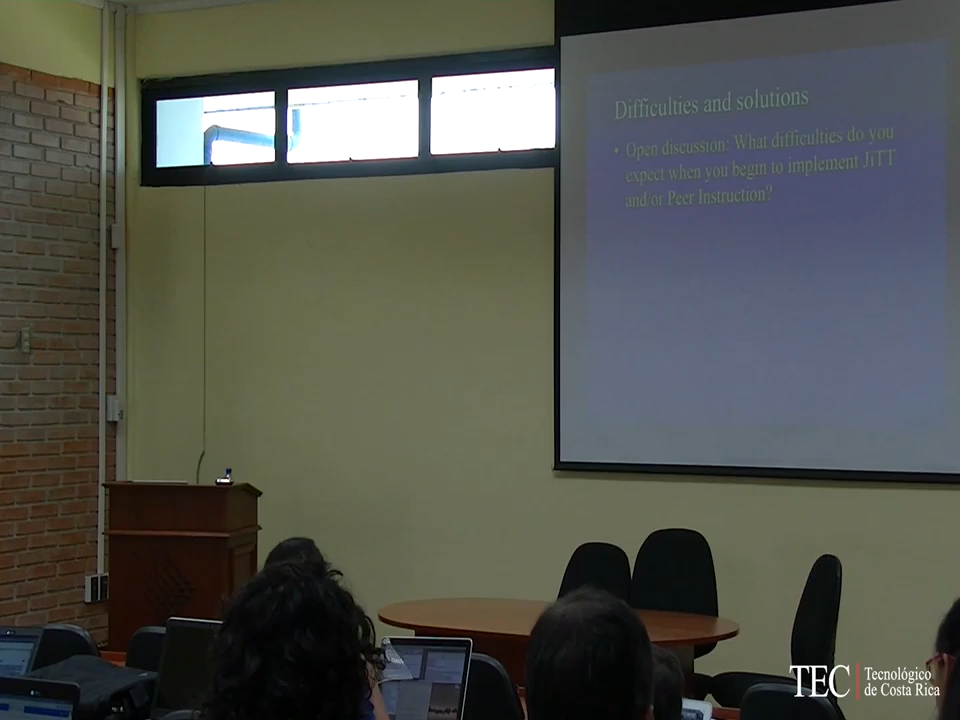 Difficulties and solutions
• Open discussion: What difficulties do you
expect when you begin to implement JiTT
and/or Peer Instruction?
TEC | Tecnológico
de Costa Rica